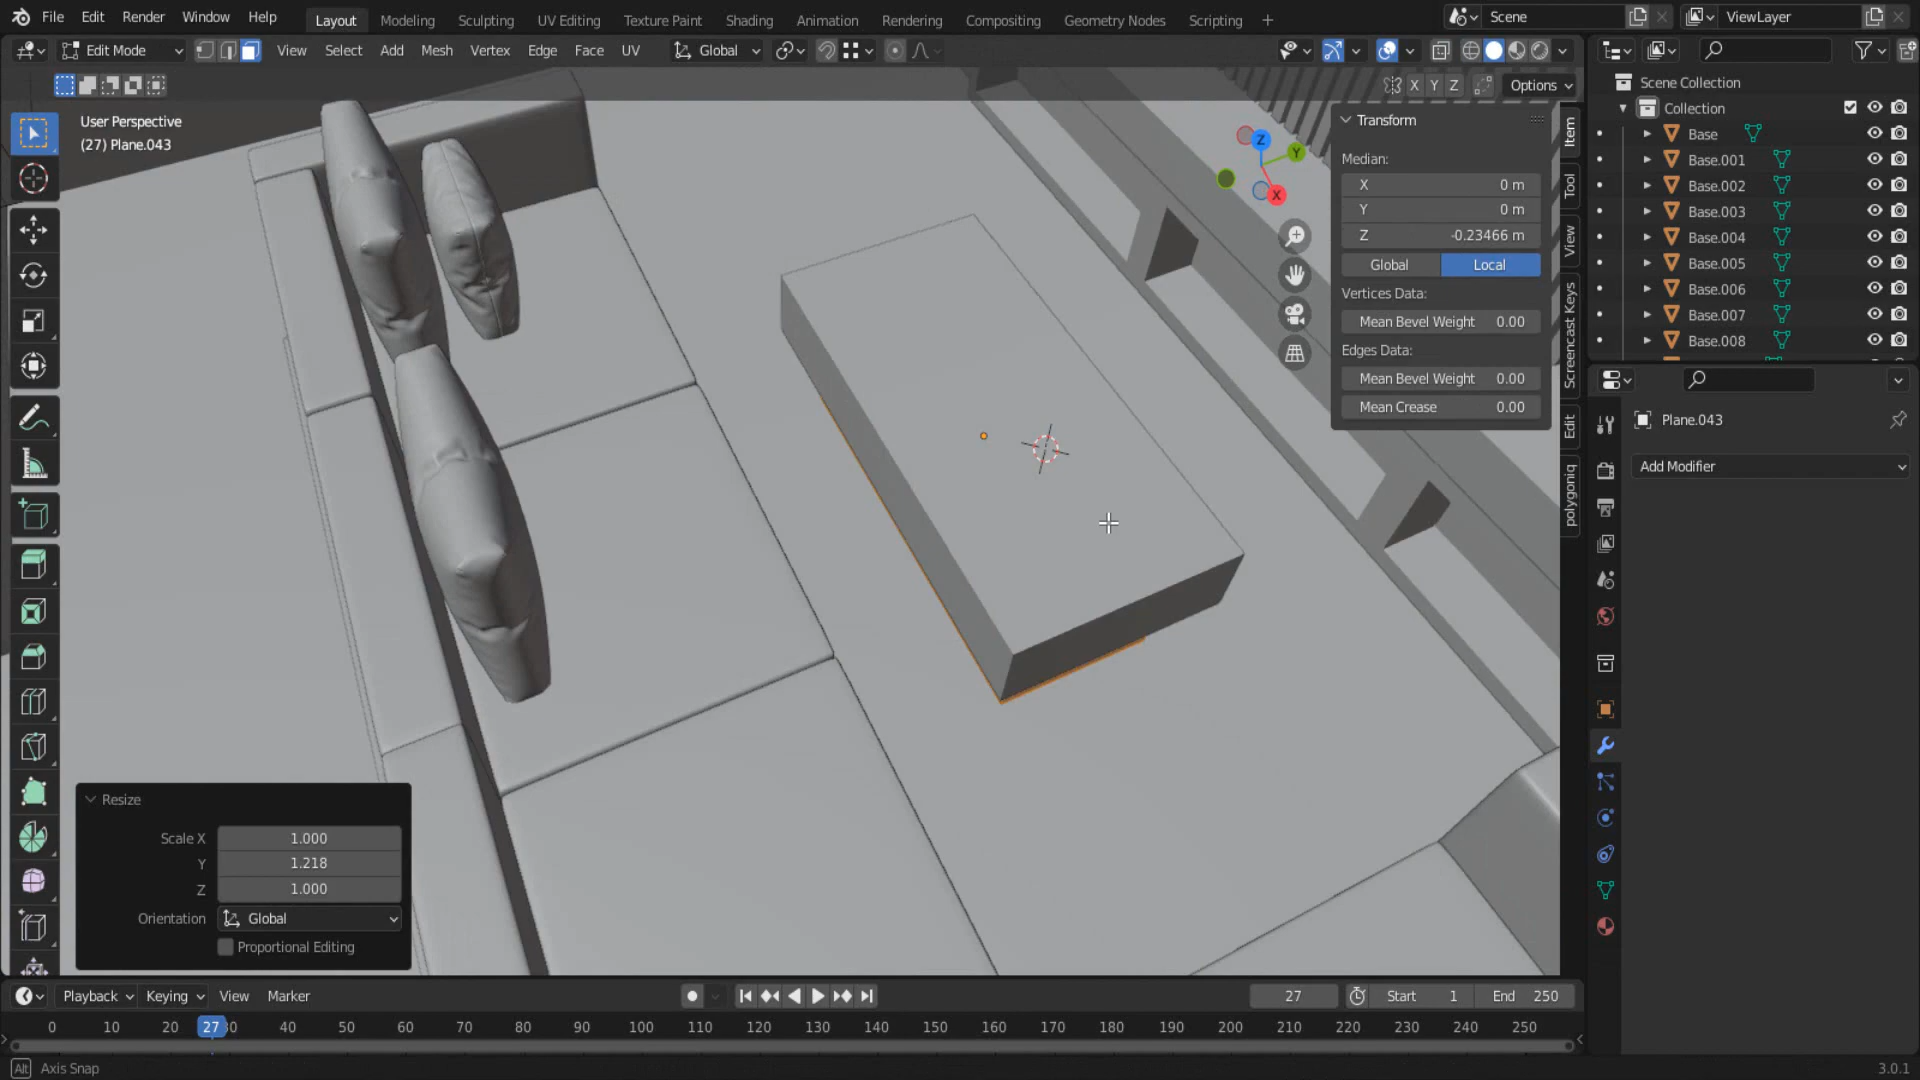 File Edit Render Window Help Layout Modeling Sculpting UV Editing Texture Paint Shading Animation Rendering Compositing Geometry Nodes Scripting + Scene ViewLayer
Edit Mode View Select Add Mesh Vertex Edge Face UV Global
X Y Z Options
User Perspective
(27) Plane.043
Z
Y
X
Transform
Median:
X 0 m
Y 0 m
Z -0.23466 m
Global Local
Vertices Data:
Mean Bevel Weight 0.00
Edges Data:
Mean Bevel Weight 0.00
Mean Crease 0.00
Item
Tool
View
Screencast Keys
Edit
polygoniq
Scene Collection
Collection
Base
Base.001
Base.002
Base.003
Base.004
Base.005
Base.006
Base.007
Base.008
Plane.043
Add Modifier
Resize
Scale X 1.000
Y 1.218
Z 1.000
Orientation Global
Proportional Editing
Playback Keying View Marker 27 Start 1 End 250
0 10 20 27 30 40 50 60 70 80 90 100 110 120 130 140 150 160 170 180 190 200 210 220 230 240 250
Alt Axis Snap 3.0.1